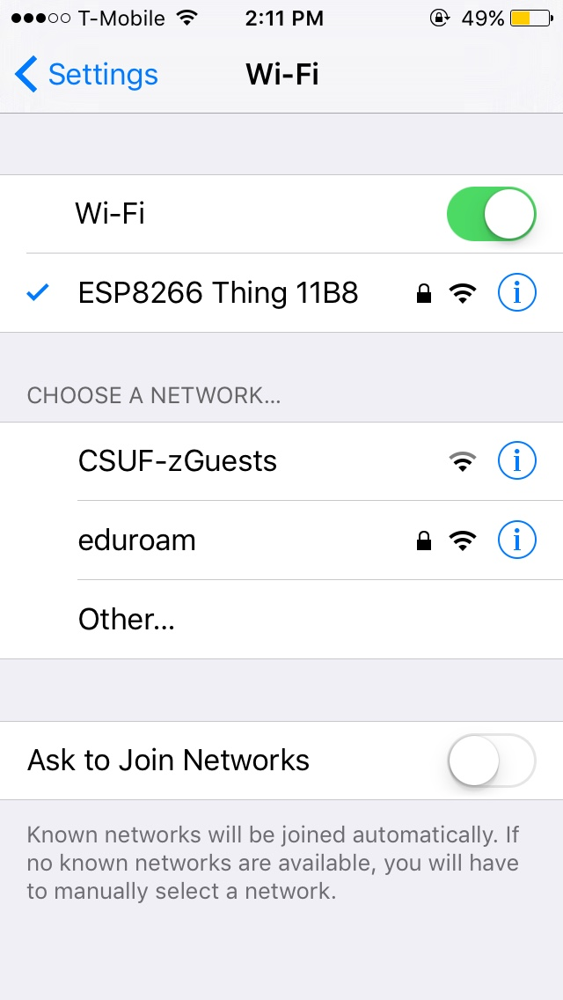 T-Mobile 2:11 PM 49%
Settings Wi-Fi
Wi-Fi
ESP8266 Thing 11B8
CHOOSE A NETWORK...
CSUF-zGuests
eduroam
Other...
Ask to Join Networks
Known networks will be joined automatically. If
no known networks are available, you will have
to manually select a network.